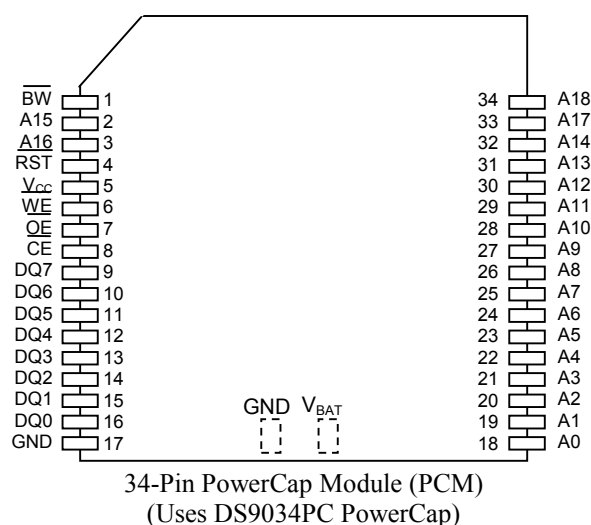 BW 1 34 A18
A15 2 33 A17
A16 3 32 A14
RST 4 31 A13
VCC 5 30 A12
WE 6 29 A11
OE 7 28 A10
CE 8 27 A9
DQ7 9 26 A8
DQ6 10 25 A7
DQ5 11 24 A6
DQ4 12 23 A5
DQ3 13 22 A4
DQ2 14 21 A3
DQ1 15 20 A2
DQ0 16 19 A1
GND 17 18 A0
GND VBAT
34-Pin PowerCap Module (PCM)
(Uses DS9034PC PowerCap)